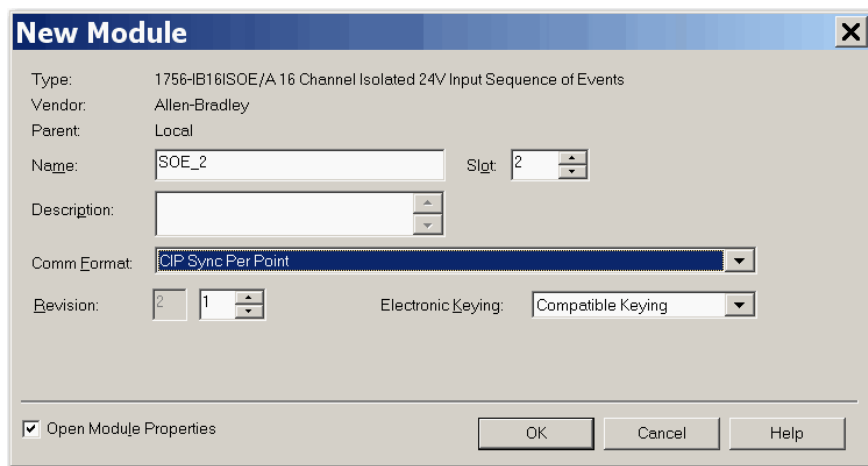 New Module
Type: 1756-IB16ISOE/A 16 Channel Isolated 24V Input Sequence of Events
Vendor: Allen-Bradley
Parent: Local
Name: SOE_2 Slot: 2
Description:
Comm Format: CIP Sync Per Point
Revision: 2 1 Electronic Keying: Compatible Keying
Open Module Properties OK Cancel Help